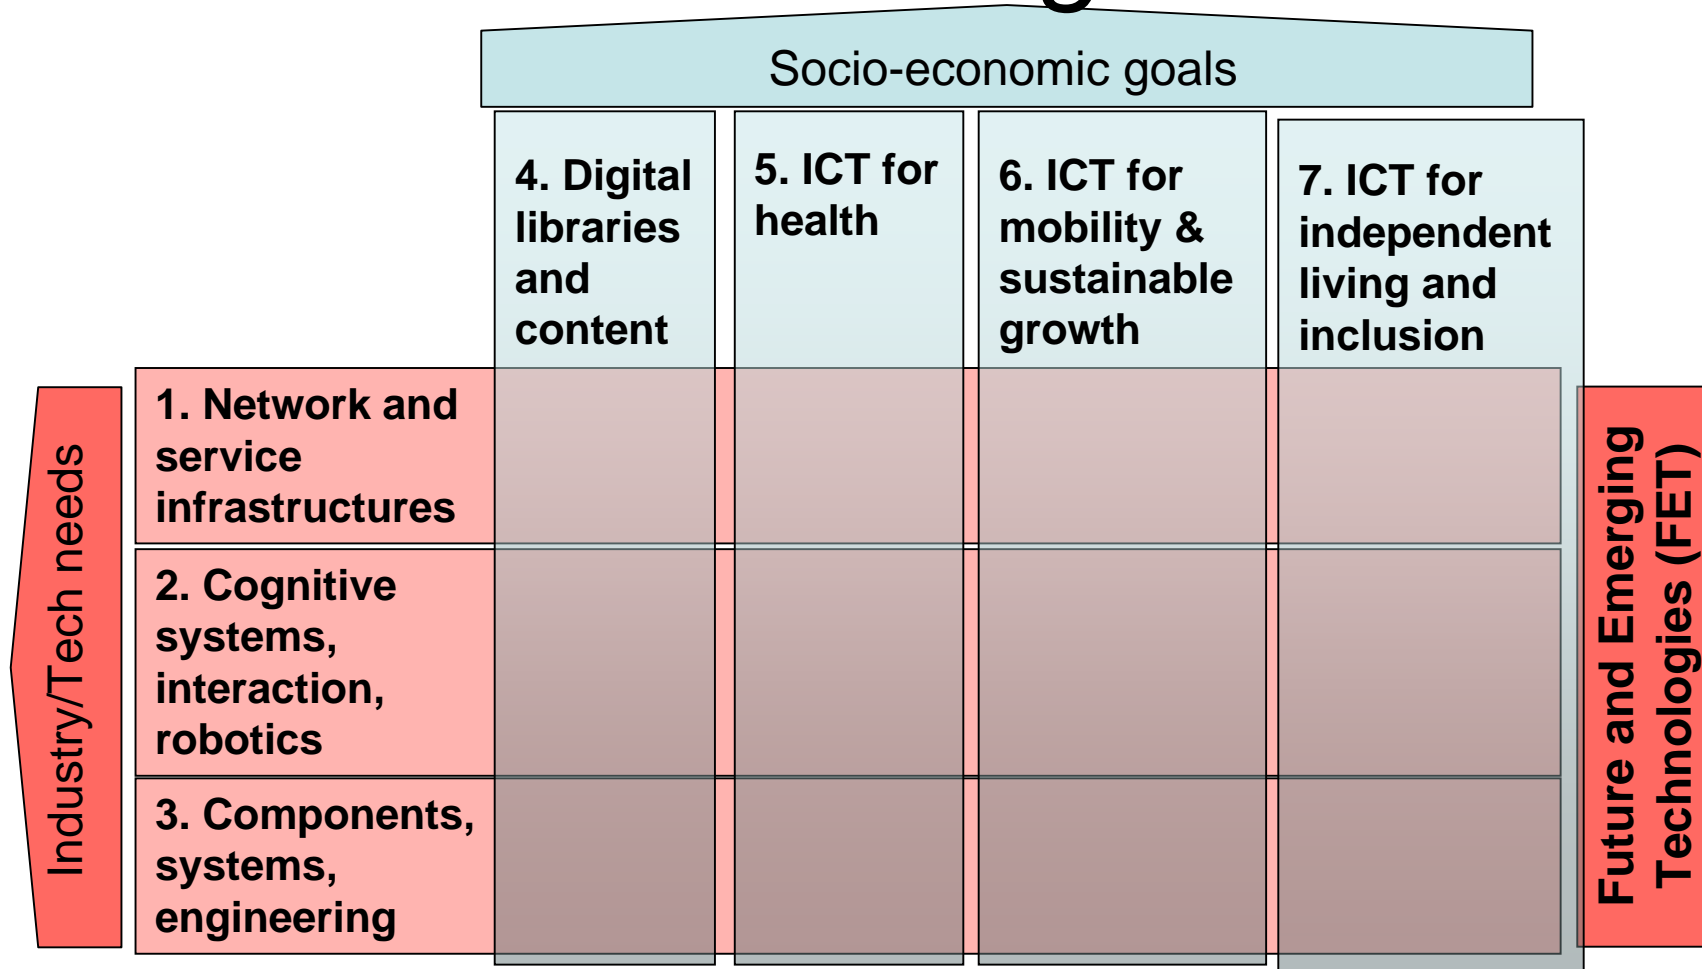 Socio-economic goals
4. Digital
libraries
and
content
5. ICT for
health
6. ICT for
mobility &
sustainable
growth
7. ICT for
independent
living and
inclusion
Industry/Tech needs
1. Network and
service
infrastructures
2. Cognitive
systems,
interaction,
robotics
3. Components,
systems,
engineering
Future and Emerging
Technologies (FET)